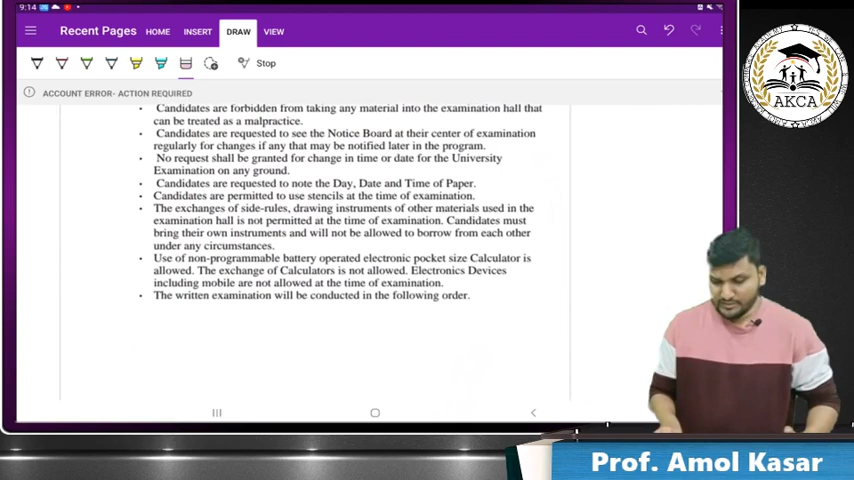 9:14
Recent Pages HOME INSERT DRAW VIEW
Stop
ACCOUNT ERROR- ACTION REQUIRED
• Candidates are forbidden from taking any material into the examination hall that
can be treated as a malpractice.
• Candidates are requested to see the Notice Board at their center of examination
regularly for changes if any that may be notified later in the program.
• No request shall be granted for change in time or date for the University
Examination on any ground.
• Candidates are requested to note the Day, Date and Time of Paper.
• Candidates are permitted to use stencils at the time of examination.
• The exchanges of side-rules, drawing instruments of other materials used in the
examination hall is not permitted at the time of examination. Candidates must
bring their own instruments and will not be allowed to borrow from each other
under any circumstances.
• Use of non-programmable battery operated electronic pocket size Calculator is
allowed. The exchange of Calculators is not allowed. Electronics Devices
including mobile are not allowed at the time of examination.
• The written examination will be conducted in the following order.
AKCA
Prof. Amol Kasar